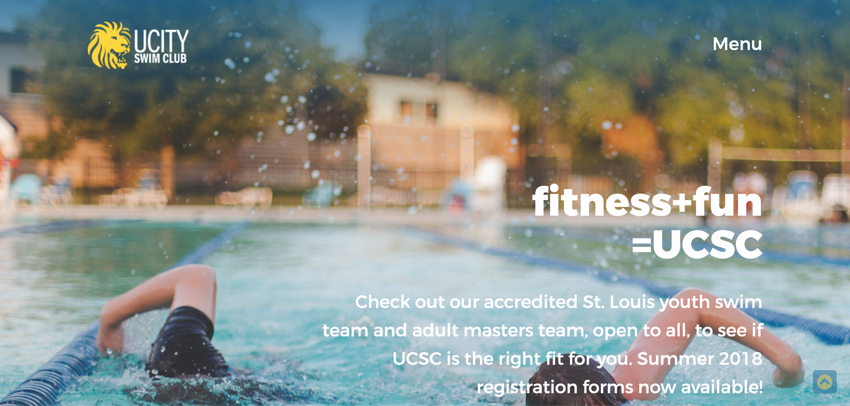 UCITY
SWIM CLUB
Menu
fitness+fun
=UCSC
Check out our accredited St. Louis youth swim
team and adult masters team, open to all, to see if
UCSC is the right fit for you. Summer 2018
registration forms now available!